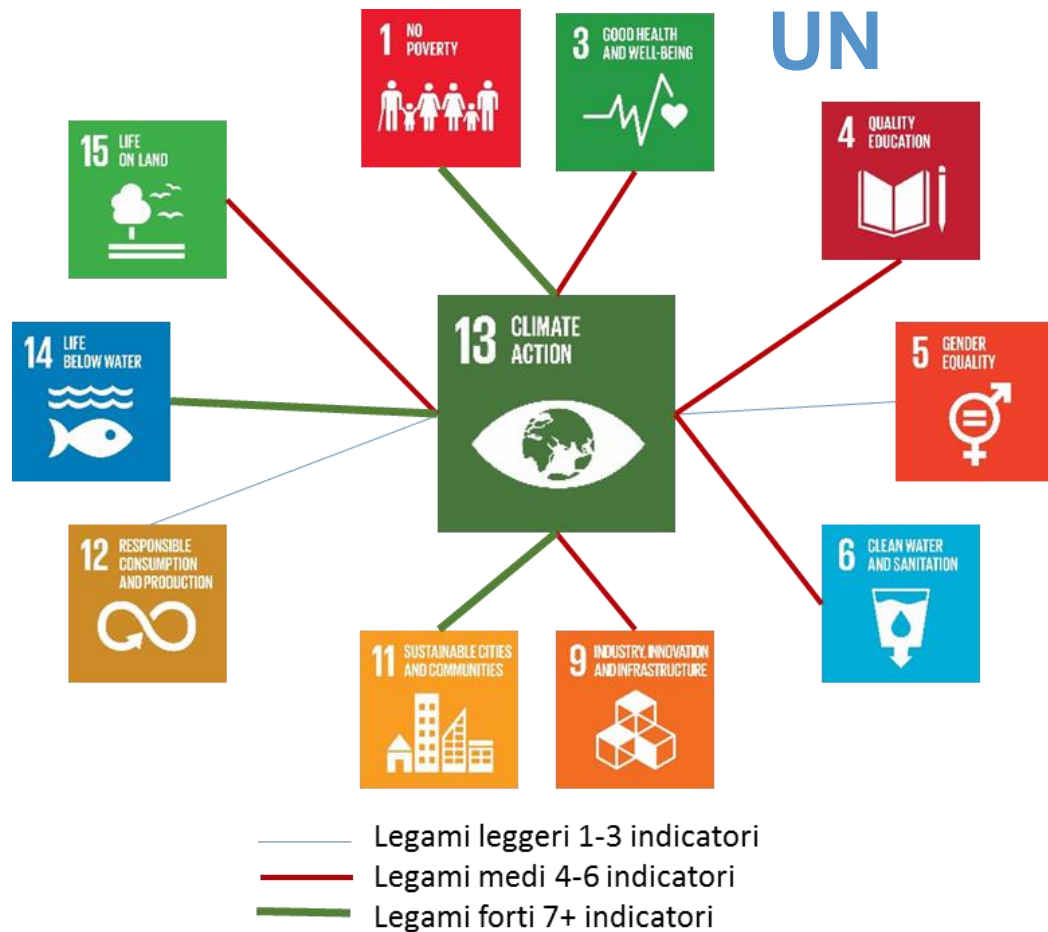 UN
1 NO
POVERTY
3 GOOD HEALTH
AND WELL-BEING
4 QUALITY
EDUCATION
15 LIFE
ON LAND
13 CLIMATE
ACTION
14 LIFE
BELOW WATER
5 GENDER
EQUALITY
12 RESPONSIBLE
CONSUMPTION
AND PRODUCTION
6 CLEAN WATER
AND SANITATION
11 SUSTAINABLE CITIES
AND COMMUNITIES
9 INDUSTRY, INNOVATION
AND INFRASTRUCTURE
Legami leggeri 1-3 indicatori
Legami medi 4-6 indicatori
Legami forti 7+ indicatori